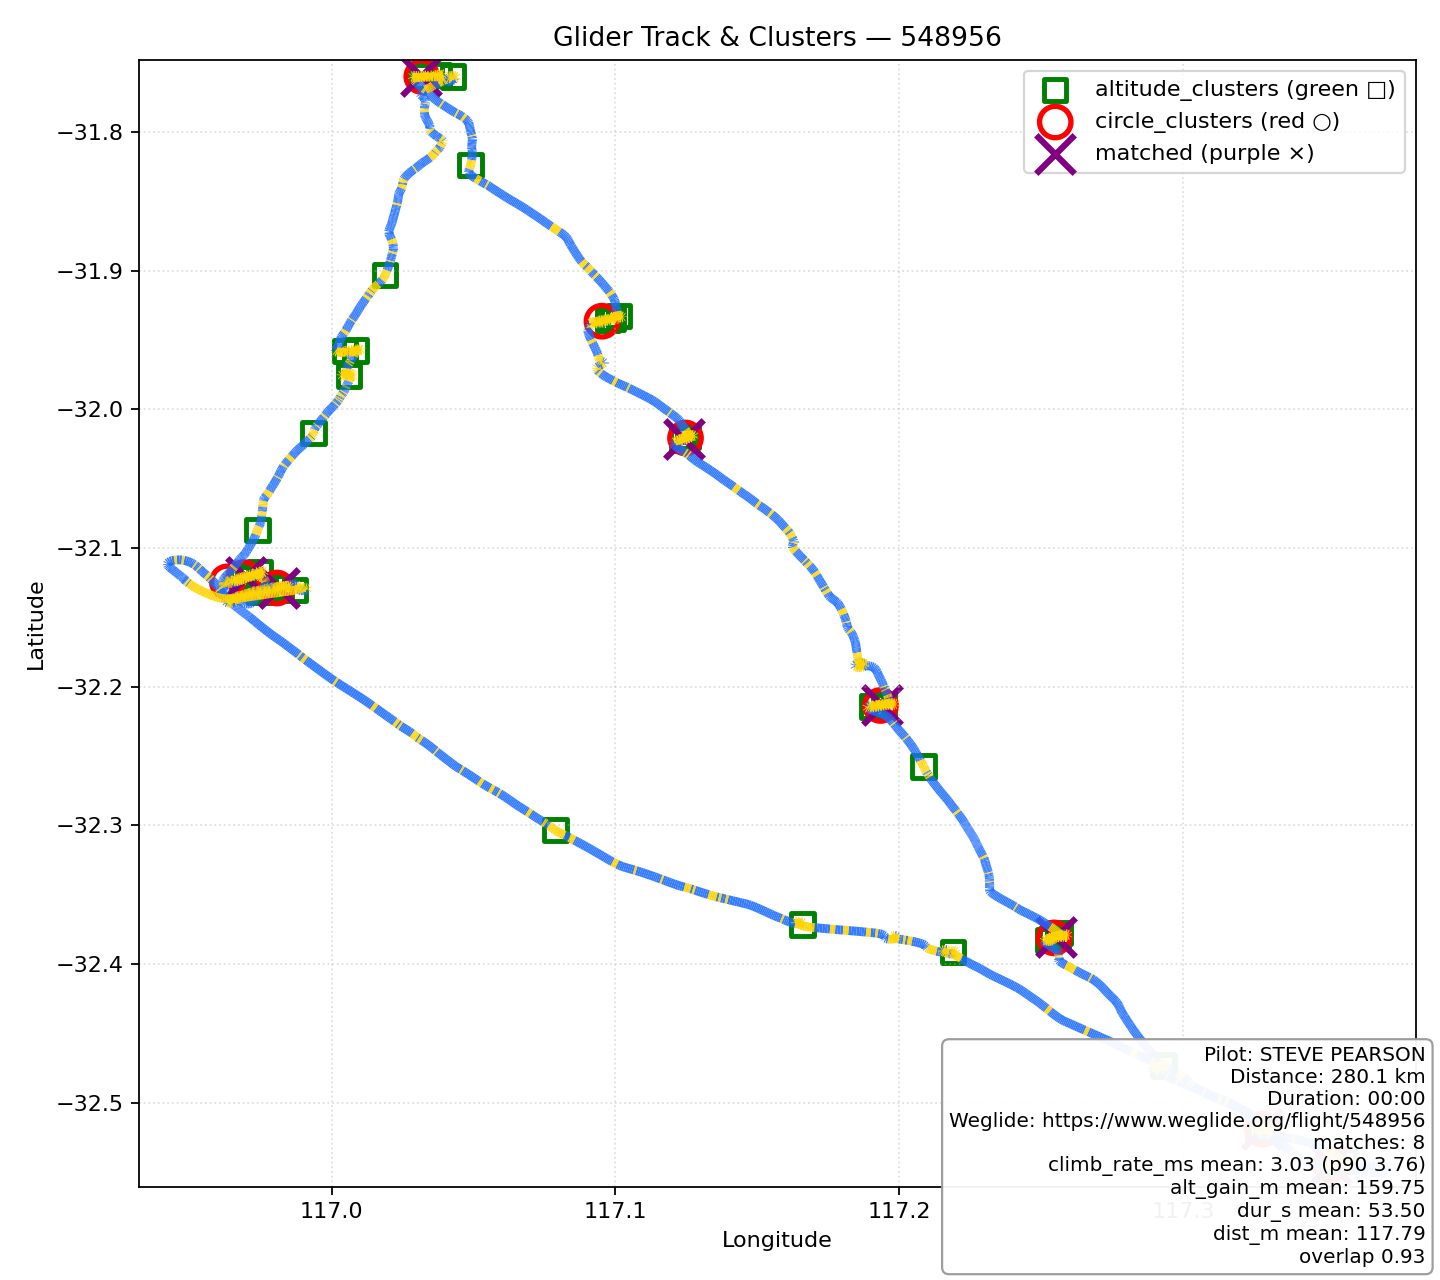 Glider Track & Clusters — 548956
altitude_clusters (green □)
circle_clusters (red ○)
matched (purple ×)
Latitude
−31.8
−31.9
−32.0
−32.1
−32.2
−32.3
−32.4
−32.5
117.0
117.1
117.2
117.3
Longitude
Pilot: STEVE PEARSON
Distance: 280.1 km
Duration: 00:00
Weglide: https://www.weglide.org/flight/548956
matches: 8
climb_rate_ms mean: 3.03 (p90 3.76)
alt_gain_m mean: 159.75
dur_s mean: 53.50
dist_m mean: 117.79
overlap 0.93